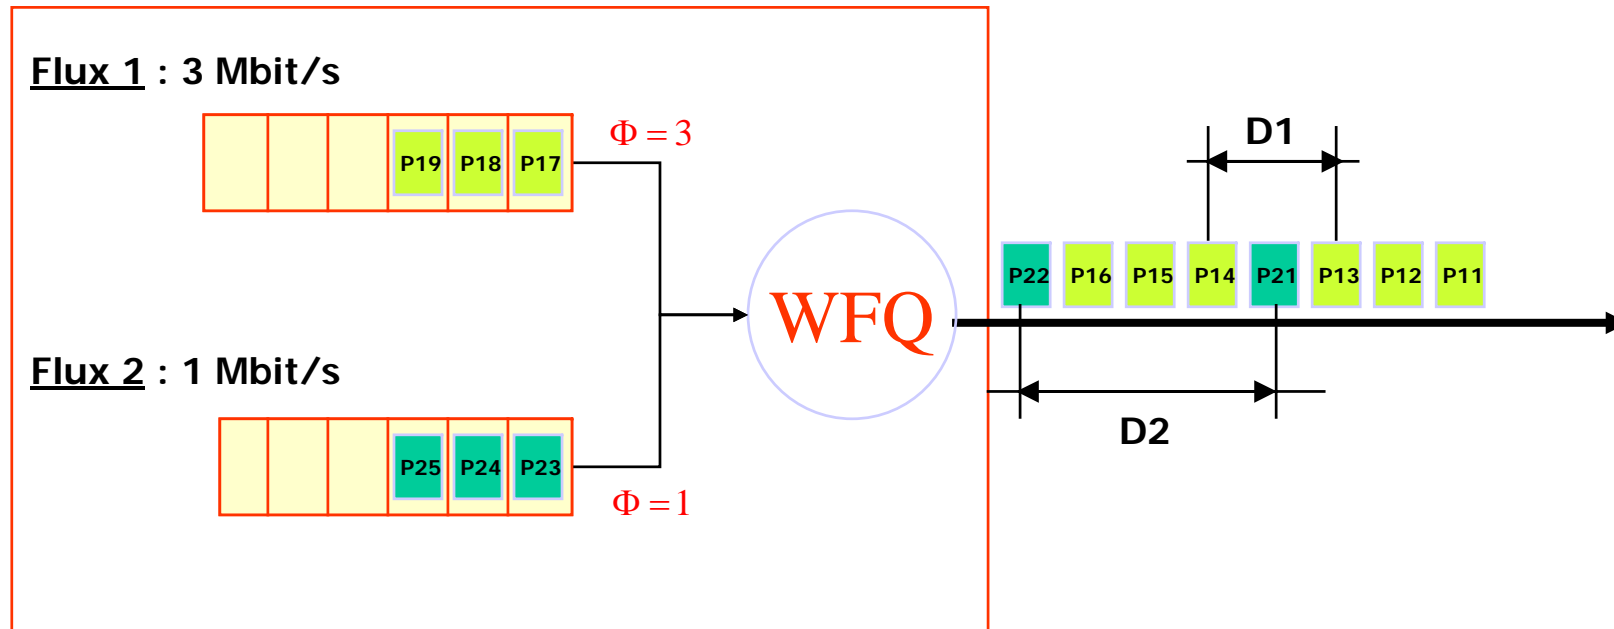 Flux 1 : 3 Mbit/s
P19 P18 P17
Φ = 3
D1
P22 P16 P15 P14 P21 P13 P12 P11
WFQ
Flux 2 : 1 Mbit/s
D2
P25 P24 P23
Φ = 1